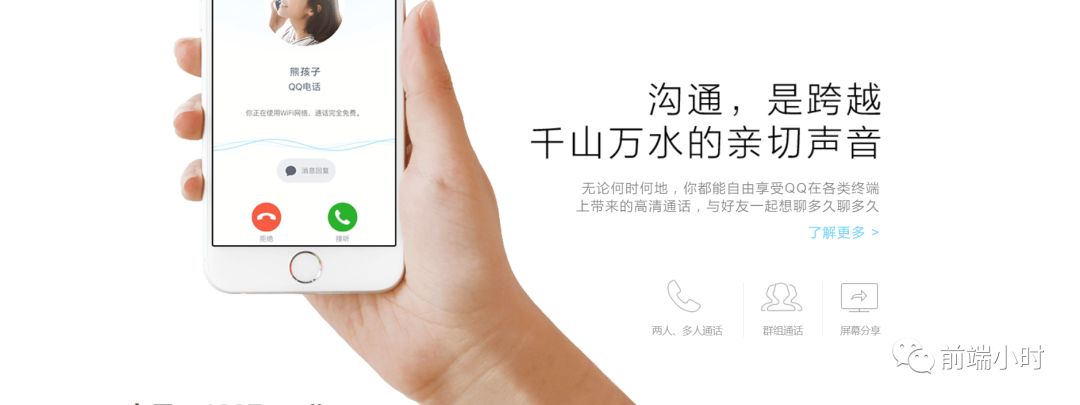 熊孩子
QQ电话
你正在使用WiFi网络，通话完全免费。
消息回复
拒绝
接听
沟通，是跨越
千山万水的亲切声音
无论何时何地，你都能自由享受QQ在各类终端
上带来的高清通话，与好友一起想聊多久聊多久
了解更多 >
两人、多人通话
群组通话
屏幕分享
前端小时